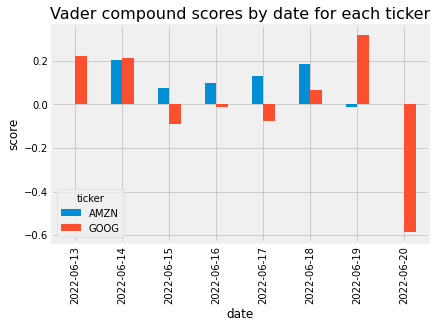 Vader compound scores by date for each ticker
score
0.2
0.0
−0.2
−0.4
−0.6
ticker
AMZN
GOOG
2022-06-13
2022-06-14
2022-06-15
2022-06-16
2022-06-17
2022-06-18
2022-06-19
2022-06-20
date